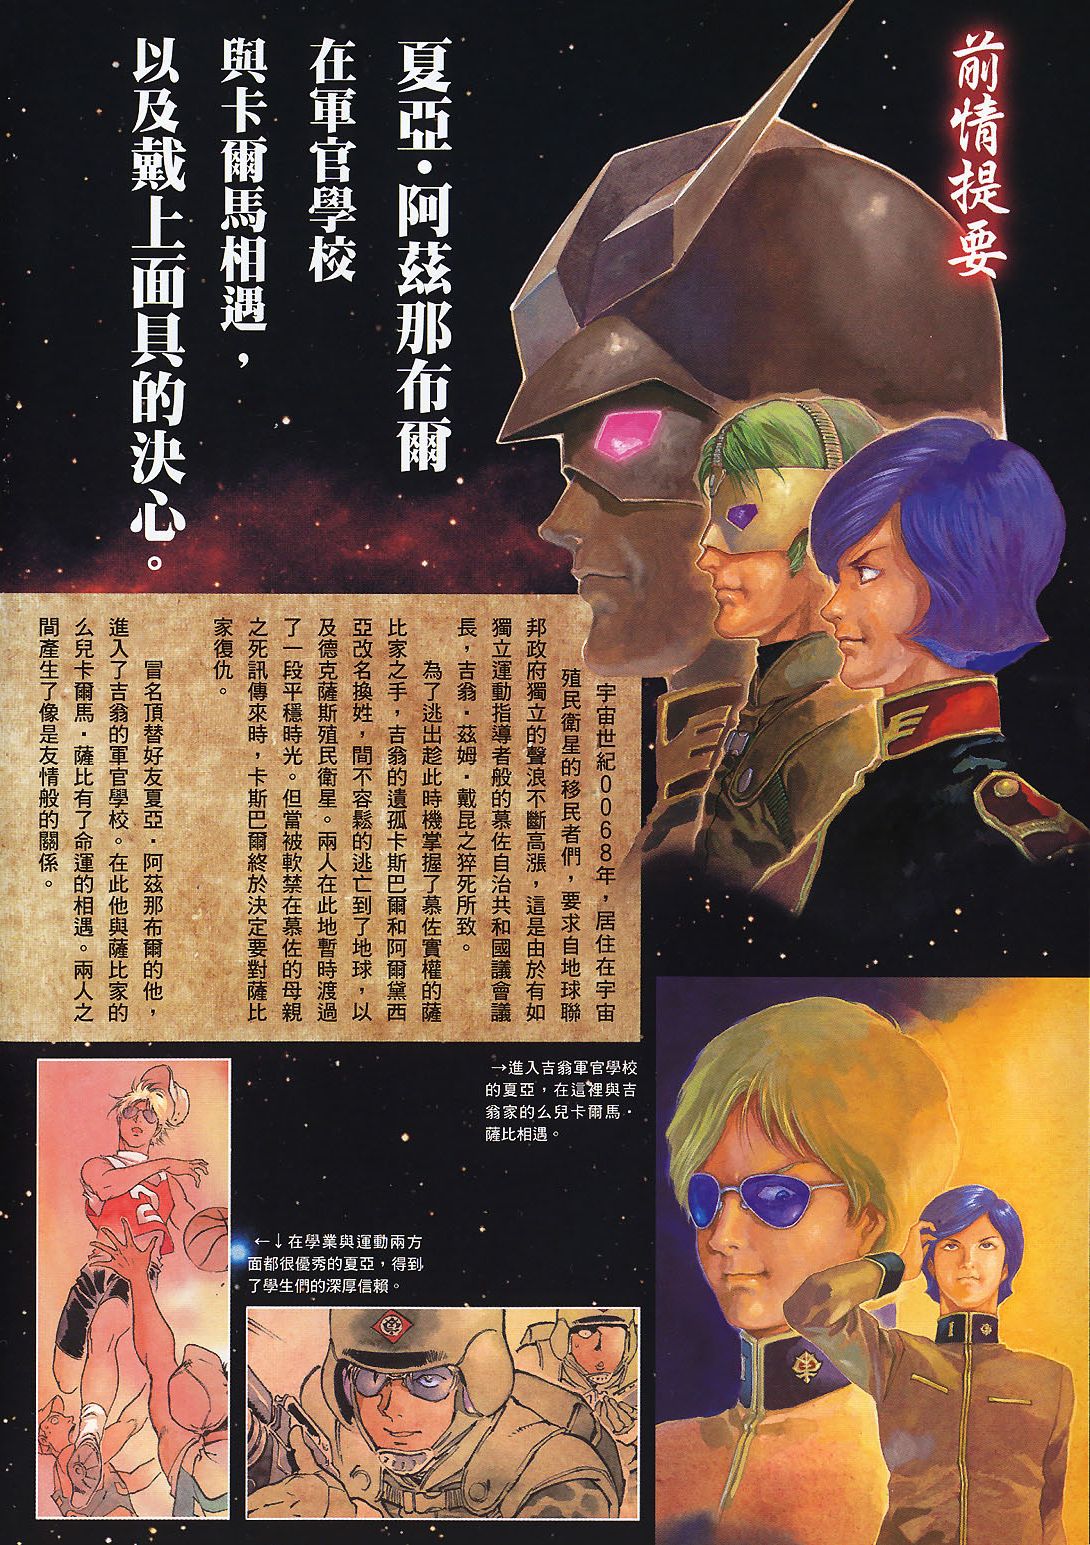 前情提要
夏亞・阿茲那布爾
在軍官學校
與卡爾馬相遇，
以及戴上面具的決心。
宇宙世紀0068年，居住在宇宙
殖民衛星的移民者們，要求自地球聯
邦政府獨立的聲浪不斷高漲，這是由於有如
獨立運動指導者般的慕佐自治共和國議會議
長，吉翁・茲姆・戴昆之猝死所致。
為了逃出趁此時機掌握了慕佐實權的薩
比家之手，吉翁的遺孤卡斯巴爾和阿爾黛西
亞改名換姓，間不容鬆的逃亡到了地球，以
及德克薩斯殖民衛星。兩人在此地暫時渡過
了一段平穩時光。但當被軟禁在慕佐的母親
之死訊傳來時，卡斯巴爾終於決定要對薩比
家復仇。
冒名頂替好友夏亞・阿茲那布爾的他，
進入了吉翁的軍官學校。在此他與薩比家的
么兒卡爾馬・薩比有了命運的相遇。兩人之
間產生了像是友情般的關係。
→進入吉翁軍官學校
的夏亞，在這裡與吉
翁家的么兒卡爾馬・
薩比相遇。
←↓在學業與運動兩方
面都很優秀的夏亞，得到
了學生們的深厚信賴。
2